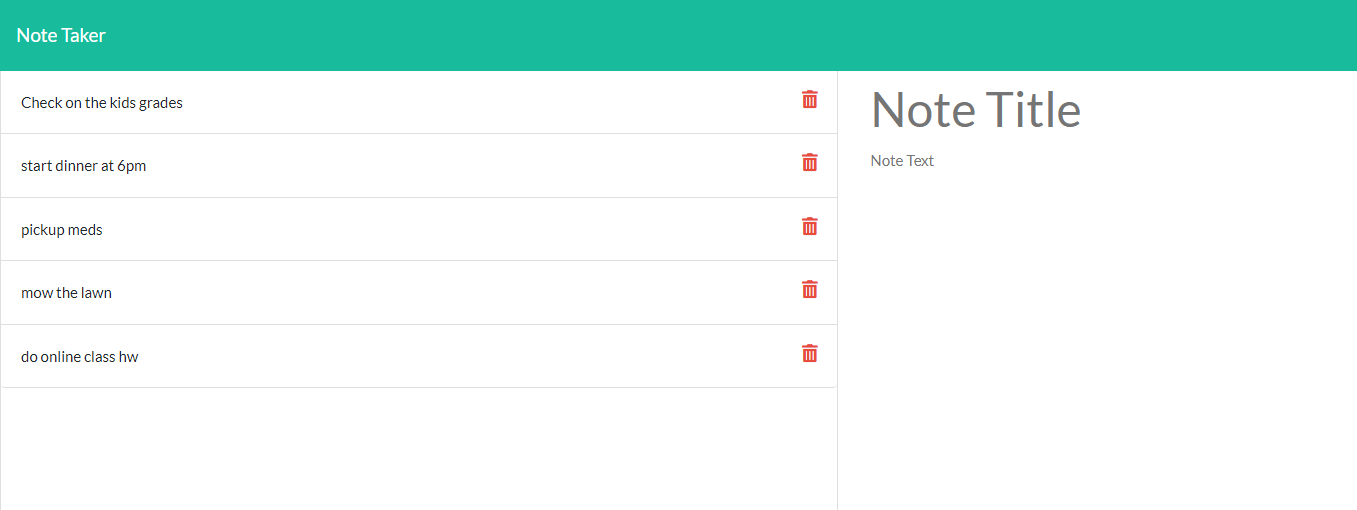 Note Taker
Check on the kids grades
start dinner at 6pm
pickup meds
mow the lawn
do online class hw
Note Title
Note Text